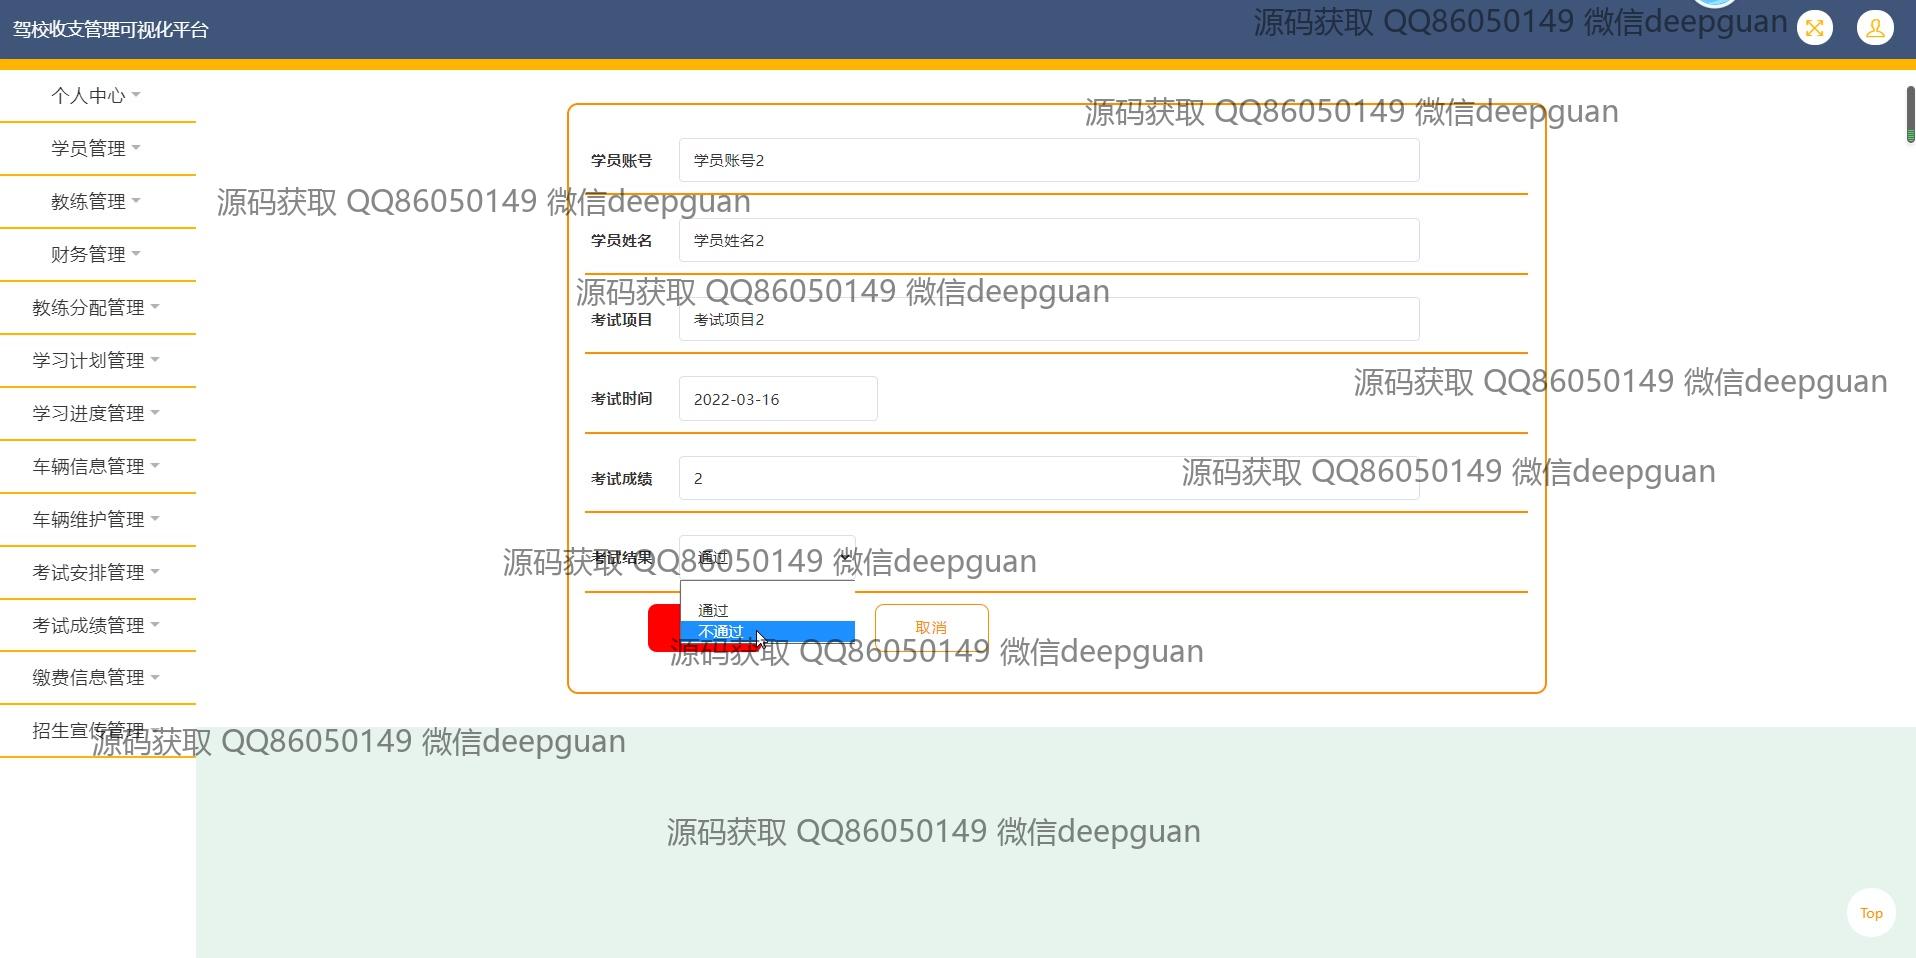 驾校收支管理可视化平台
源码获取 QQ86050149 微信deepguan
个人中心
学员管理
教练管理
财务管理
教练分配管理
学习计划管理
学习进度管理
车辆信息管理
车辆维护管理
考试安排管理
考试成绩管理
缴费信息管理
招生宣传管理
源码获取 QQ86050149 微信deepguan
学员账号 学员账号2
源码获取 QQ86050149 微信deepguan
学员姓名 学员姓名2
源码获取 QQ86050149 微信deepguan
考试项目 考试项目2
源码获取 QQ86050149 微信deepguan
考试时间 2022-03-16
源码获取 QQ86050149 微信deepguan
考试成绩 2
考试结果 通过
源码获取 QQ86050149 微信deepguan
通过
不通过
取消
源码获取 QQ86050149 微信deepguan
源码获取 QQ86050149 微信deepguan
源码获取 QQ86050149 微信deepguan
Top